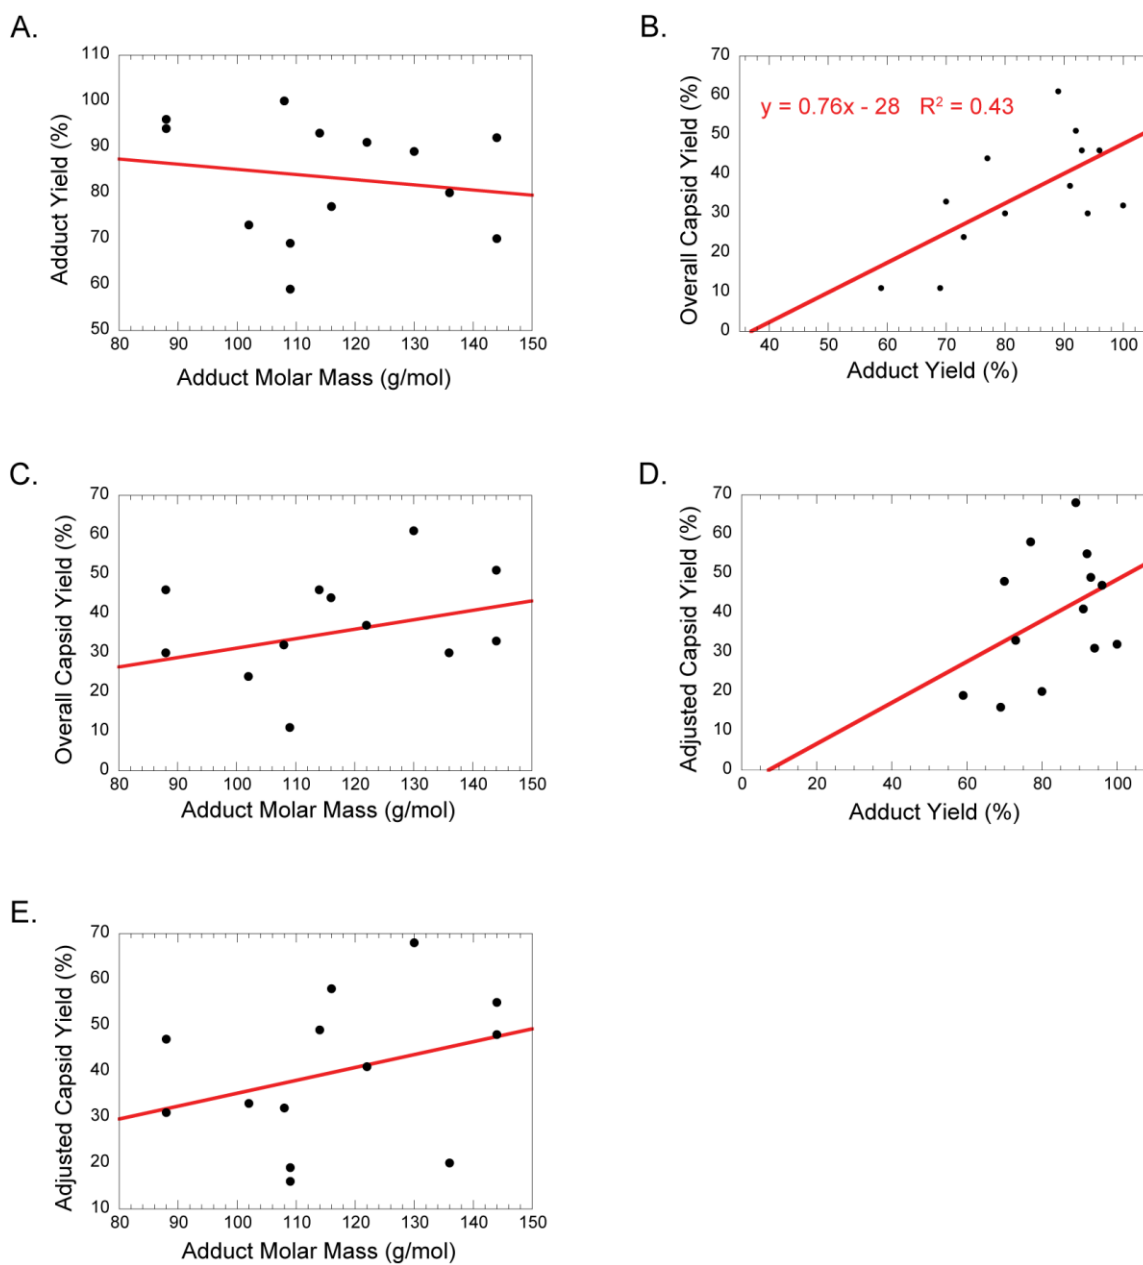 A.
110
100
90
80
70
60
50
Adduct Yield (%)
80 90 100 110 120 130 140 150
Adduct Molar Mass (g/mol)
B.
70
60
50
40
30
20
10
0
Overall Capsid Yield (%)
y = 0.76x - 28 R² = 0.43
40 50 60 70 80 90 100
Adduct Yield (%)
C.
70
60
50
40
30
20
10
0
Overall Capsid Yield (%)
80 90 100 110 120 130 140 150
Adduct Molar Mass (g/mol)
D.
70
60
50
40
30
20
10
0
Adjusted Capsid Yield (%)
0 20 40 60 80 100
Adduct Yield (%)
E.
70
60
50
40
30
20
10
Adjusted Capsid Yield (%)
80 90 100 110 120 130 140 150
Adduct Molar Mass (g/mol)